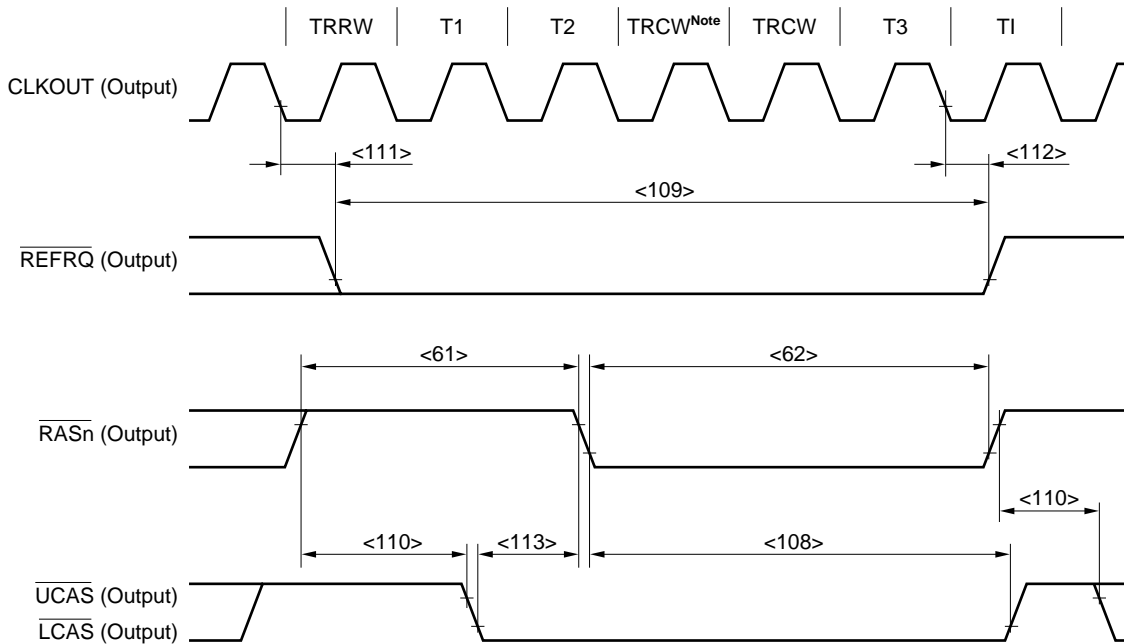 TRRW T1 T2 TRCWNote TRCW T3 TI
CLKOUT (Output)
<111> <112>
<109>
REFRQ (Output)
<61> <62>
RASn (Output)
<110>
<110> <113> <108>
UCAS (Output)
LCAS (Output)